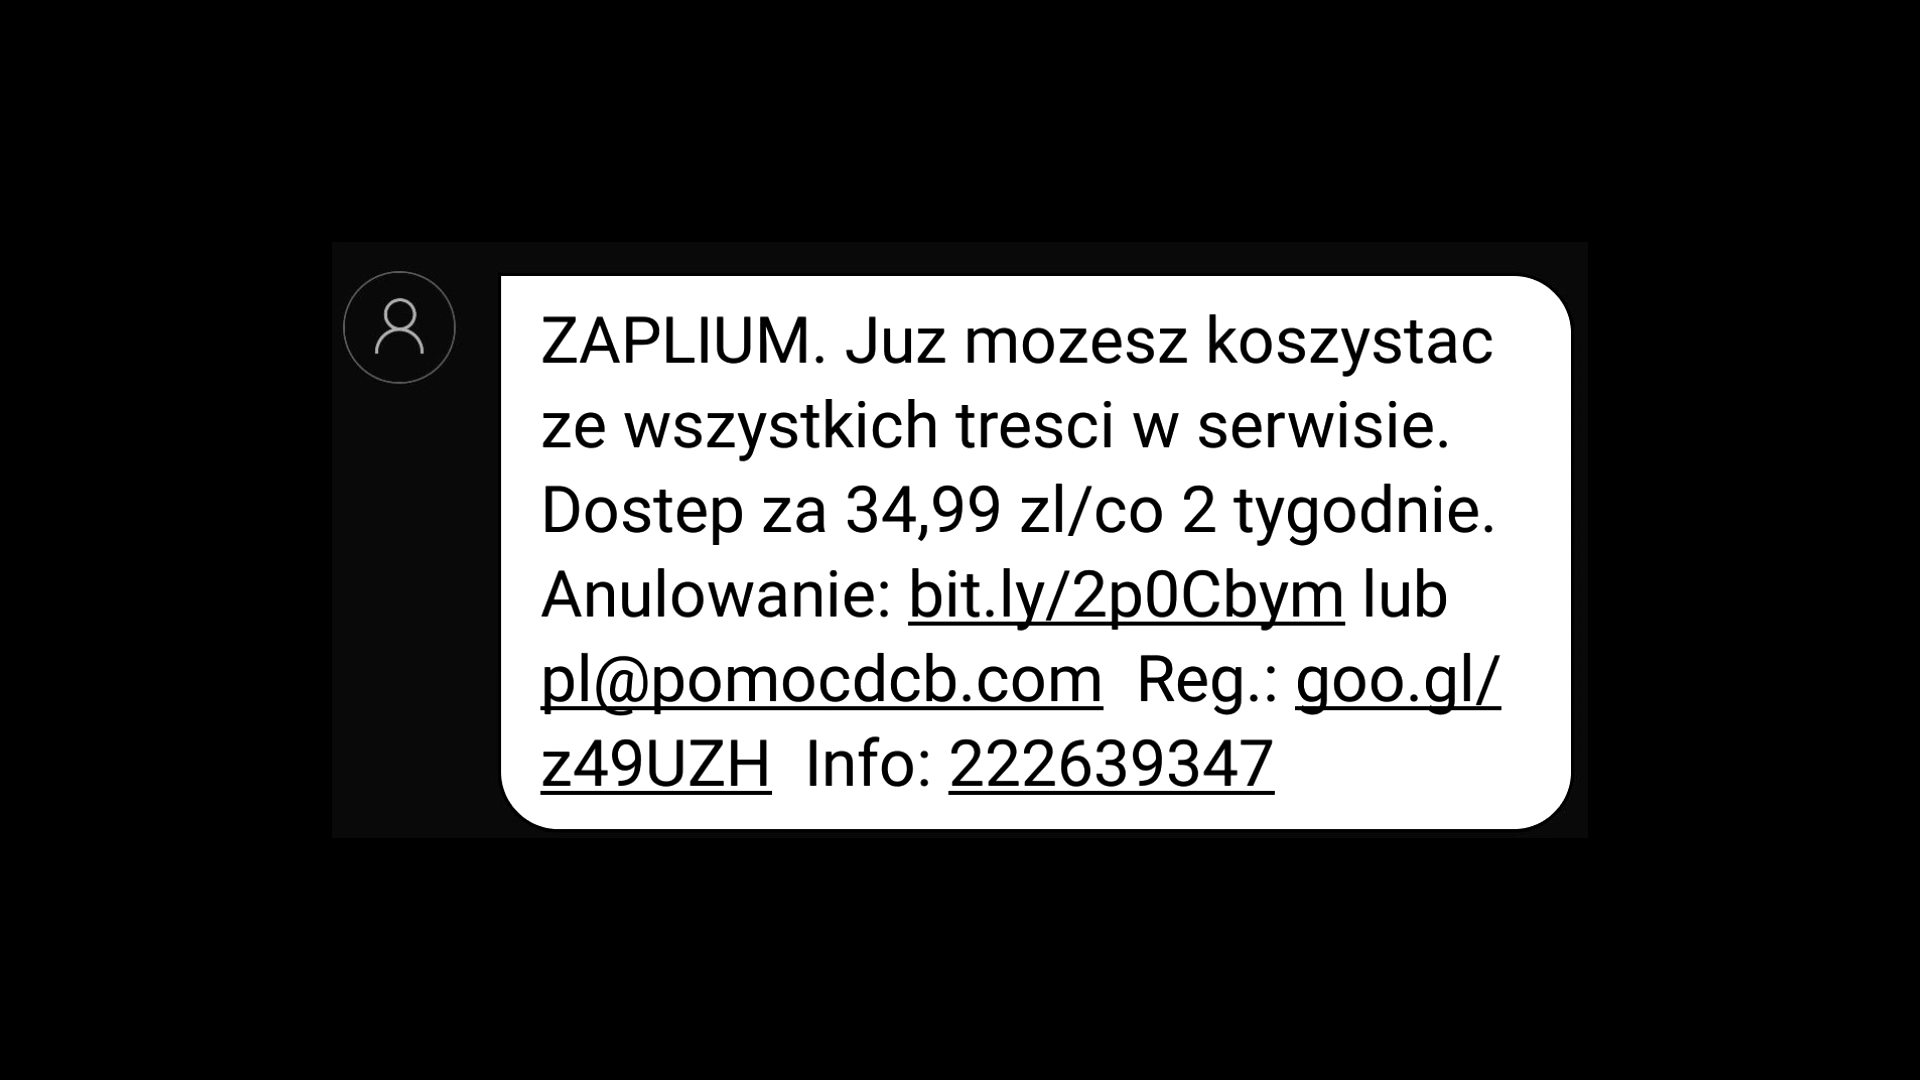 ZAPLIUM. Juz mozesz koszystac
ze wszystkich tresci w serwisie.
Dostep za 34,99 zl/co 2 tygodnie.
Anulowanie: bit.ly/2p0Cbym lub
pl@pomocdcb.com  Reg.: goo.gl/
z49UZH  Info: 222639347